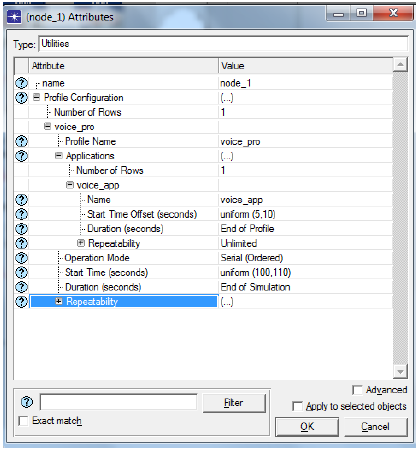 (node_1) Attributes
Type: Utilities
Attribute Value
name node_1
Profile Configuration (...)
Number of Rows 1
voice_pro
Profile Name voice_pro
Applications (...)
Number of Rows 1
voice_app
Name voice_app
Start Time Offset (seconds) uniform (5,10)
Duration (seconds) End of Profile
Repeatability Unlimited
Operation Mode Serial (Ordered)
Start Time (seconds) uniform (100,110)
Duration (seconds) End of Simulation
Repeatability (...)
Advanced
Filter
Apply to selected objects
Exact match
OK Cancel